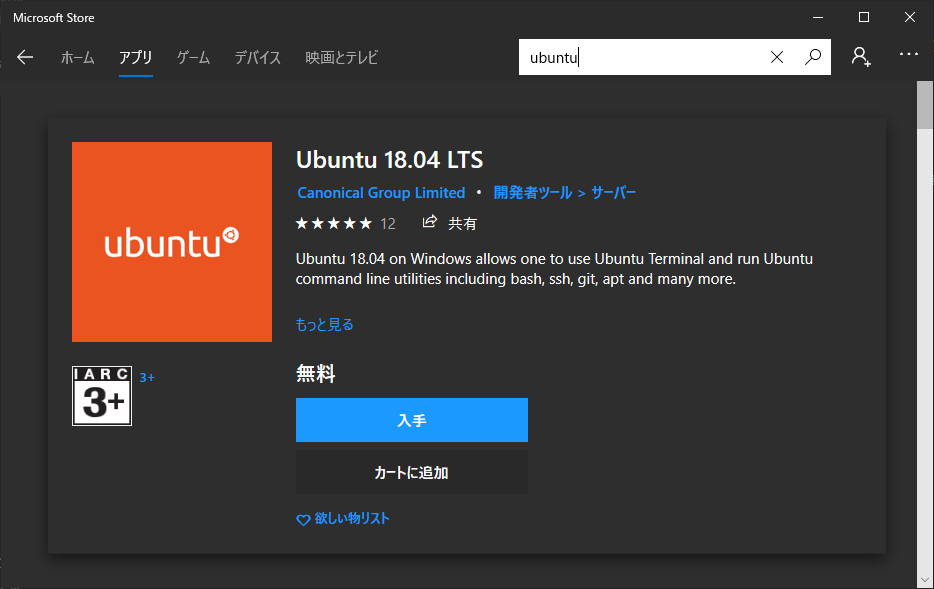 Microsoft Store
ホーム アプリ ゲーム デバイス 映画とテレビ ubuntu
ubuntu
Ubuntu 18.04 LTS
Canonical Group Limited • 開発者ツール > サーバー
★★★★★ 12 共有
Ubuntu 18.04 on Windows allows one to use Ubuntu Terminal and run Ubuntu
command line utilities including bash, ssh, git, apt and many more.
もっと見る
IARC
3+
3+
無料
入手
カートに追加
欲しい物リスト